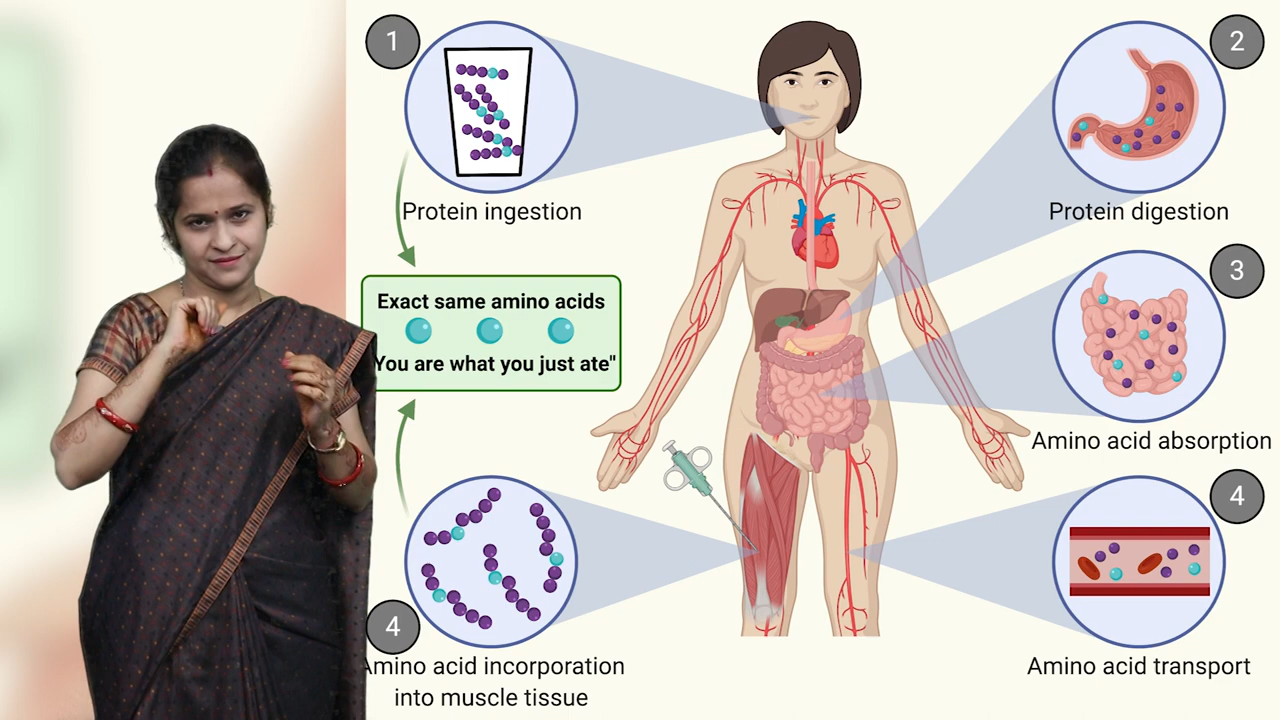 1
Protein ingestion
2
Protein digestion
Exact same amino acids
You are what you just ate"
3
Amino acid absorption
4
Amino acid incorporation
into muscle tissue
4
Amino acid transport